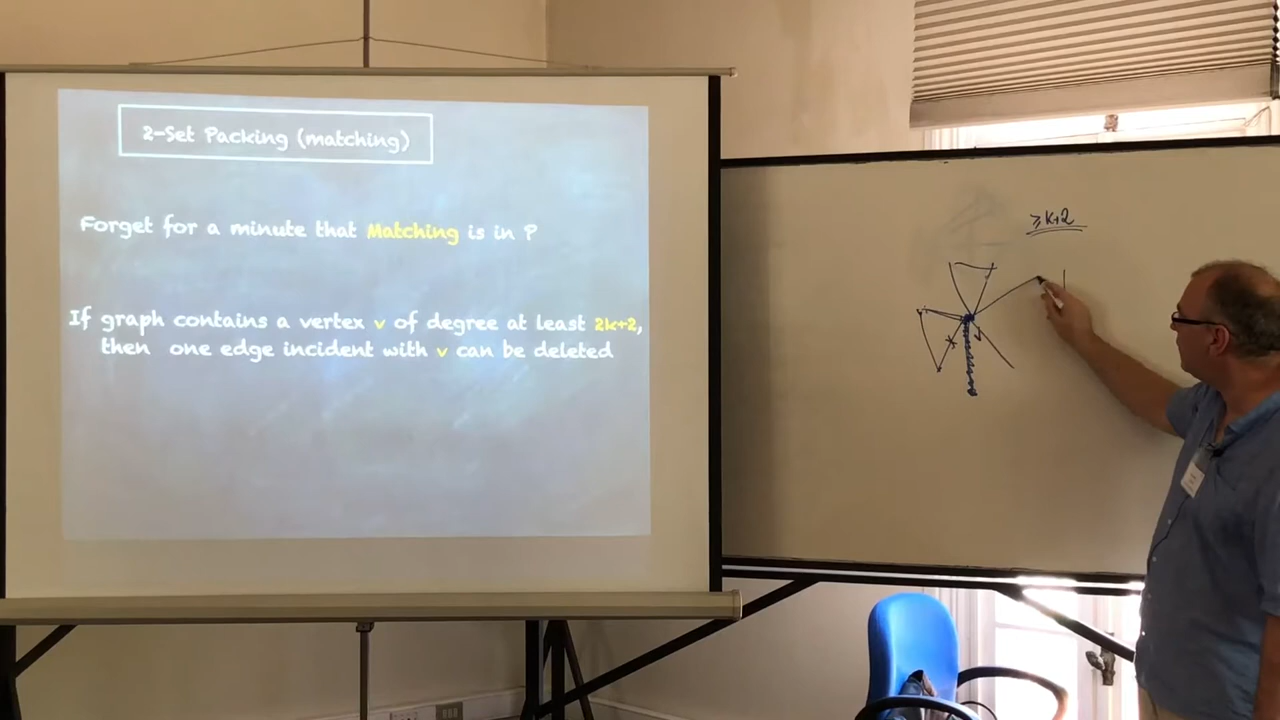 2-Set Packing (matching)
Forget for a minute that Matching is in P
If graph contains a vertex v of degree at least 2k+2,
then one edge incident with v can be deleted
≥k+2